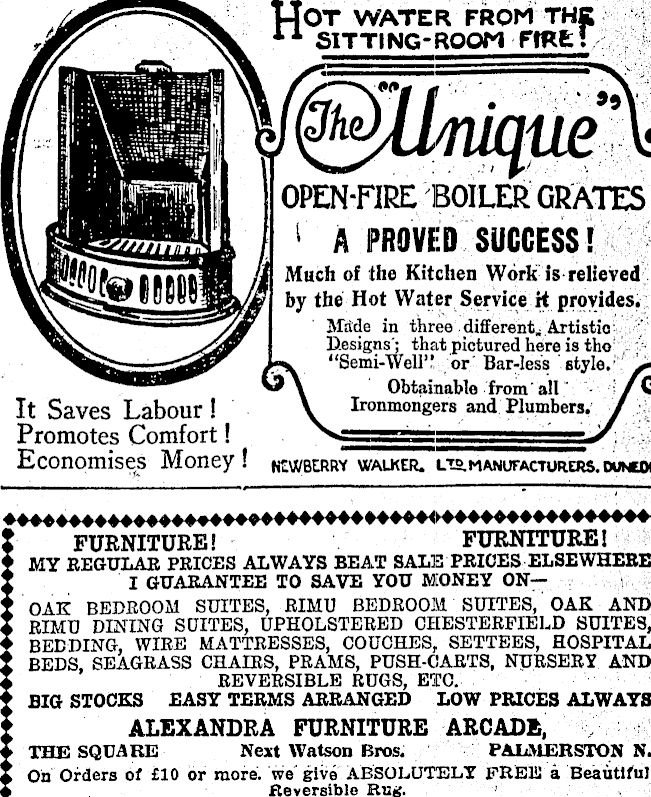 HOT WATER FROM THE
SITTING-ROOM FIRE!
The "Unique"
OPEN-FIRE BOILER GRATES
A PROVED SUCCESS!
Much of the Kitchen Work is relieved
by the Hot Water Service it provides.
Made in three different, Artistic
Designs; that pictured here is the
"Semi-Well" or Bar-less style.
Obtainable from all
Ironmongers and Plumbers.
It Saves Labour!
Promotes Comfort!
Economises Money!
NEWBERRY WALKER. LTD. MANUFACTURERS. DUNED
FURNITURE! FURNITURE!
MY REGULAR PRICES ALWAYS BEAT SALE PRICES ELSEWHERE
I GUARANTEE TO SAVE YOU MONEY ON—
OAK BEDROOM SUITES, RIMU BEDROOM SUITES, OAK AND
RIMU DINING SUITES, UPHOLSTERED CHESTERFIELD SUITES,
BEDDING, WIRE MATTRESSES, COUCHES, SETTEES, HOSPITAL
BEDS, SEAGRASS CHAIRS, PRAMS, PUSH-CARTS, NURSERY AND
REVERSIBLE RUGS, ETC.
BIG STOCKS EASY TERMS ARRANGED LOW PRICES ALWAYS
ALEXANDRA FURNITURE ARCADE,
THE SQUARE Next Watson Bros. PALMERSTON N.
On Orders of £10 or more. we give ABSOLUTELY FREE a Beautiful
Reversible Rug.